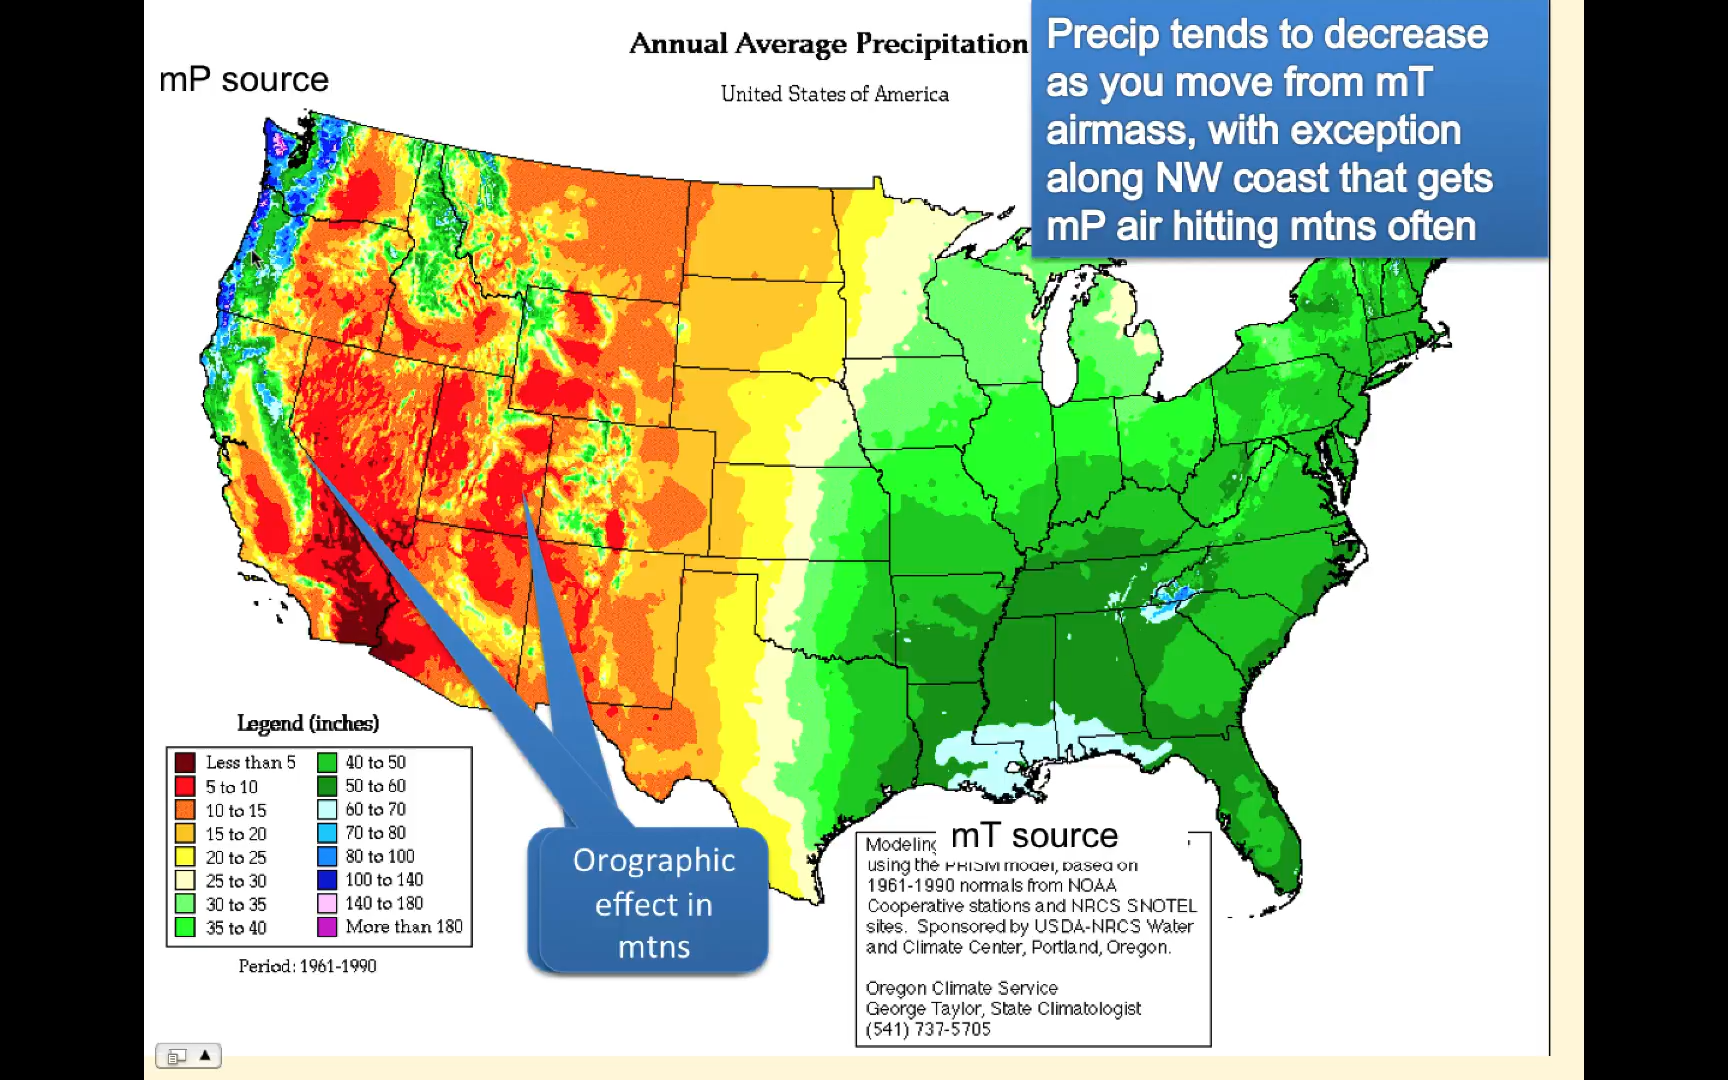 mP source
Annual Average Precipitation
United States of America
Precip tends to decrease
as you move from mT
airmass, with exception
along NW coast that gets
mP air hitting mtns often
Legend (inches)
Less than 5
5 to 10
10 to 15
15 to 20
20 to 25
25 to 30
30 to 35
35 to 40
40 to 50
50 to 60
60 to 70
70 to 80
80 to 100
100 to 140
140 to 180
More than 180
Period: 1961-1990
Orographic
effect in
mtns
mT source
using the PRISM model, based on
1961-1990 normals from NOAA
Cooperative stations and NRCS SNOTEL
sites. Sponsored by USDA-NRCS Water
and Climate Center, Portland, Oregon.
Oregon Climate Service
George Taylor, State Climatologist
(541) 737-5705